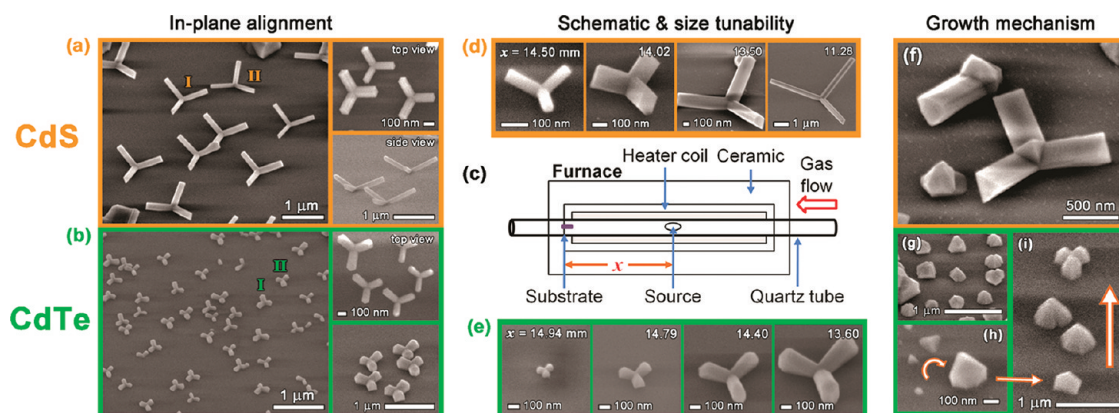 In-plane alignment
Schematic & size tunability
Growth mechanism
CdS
CdTe
(a)
I
II
1 μm
top view
100 nm
side view
1 μm
(b)
II
I
1 μm
top view
100 nm
1 μm
(d)
x = 14.50 mm
14.02
13.50
11.28
100 nm
100 nm
100 nm
1 μm
(c)
Furnace
Heater coil
Ceramic
Gas
flow
x
Substrate
Source
Quartz tube
(e)
x = 14.94 mm
14.79
14.40
13.60
100 nm
100 nm
100 nm
100 nm
(f)
500 nm
(g)
1 μm
(h)
100 nm
(i)
1 μm